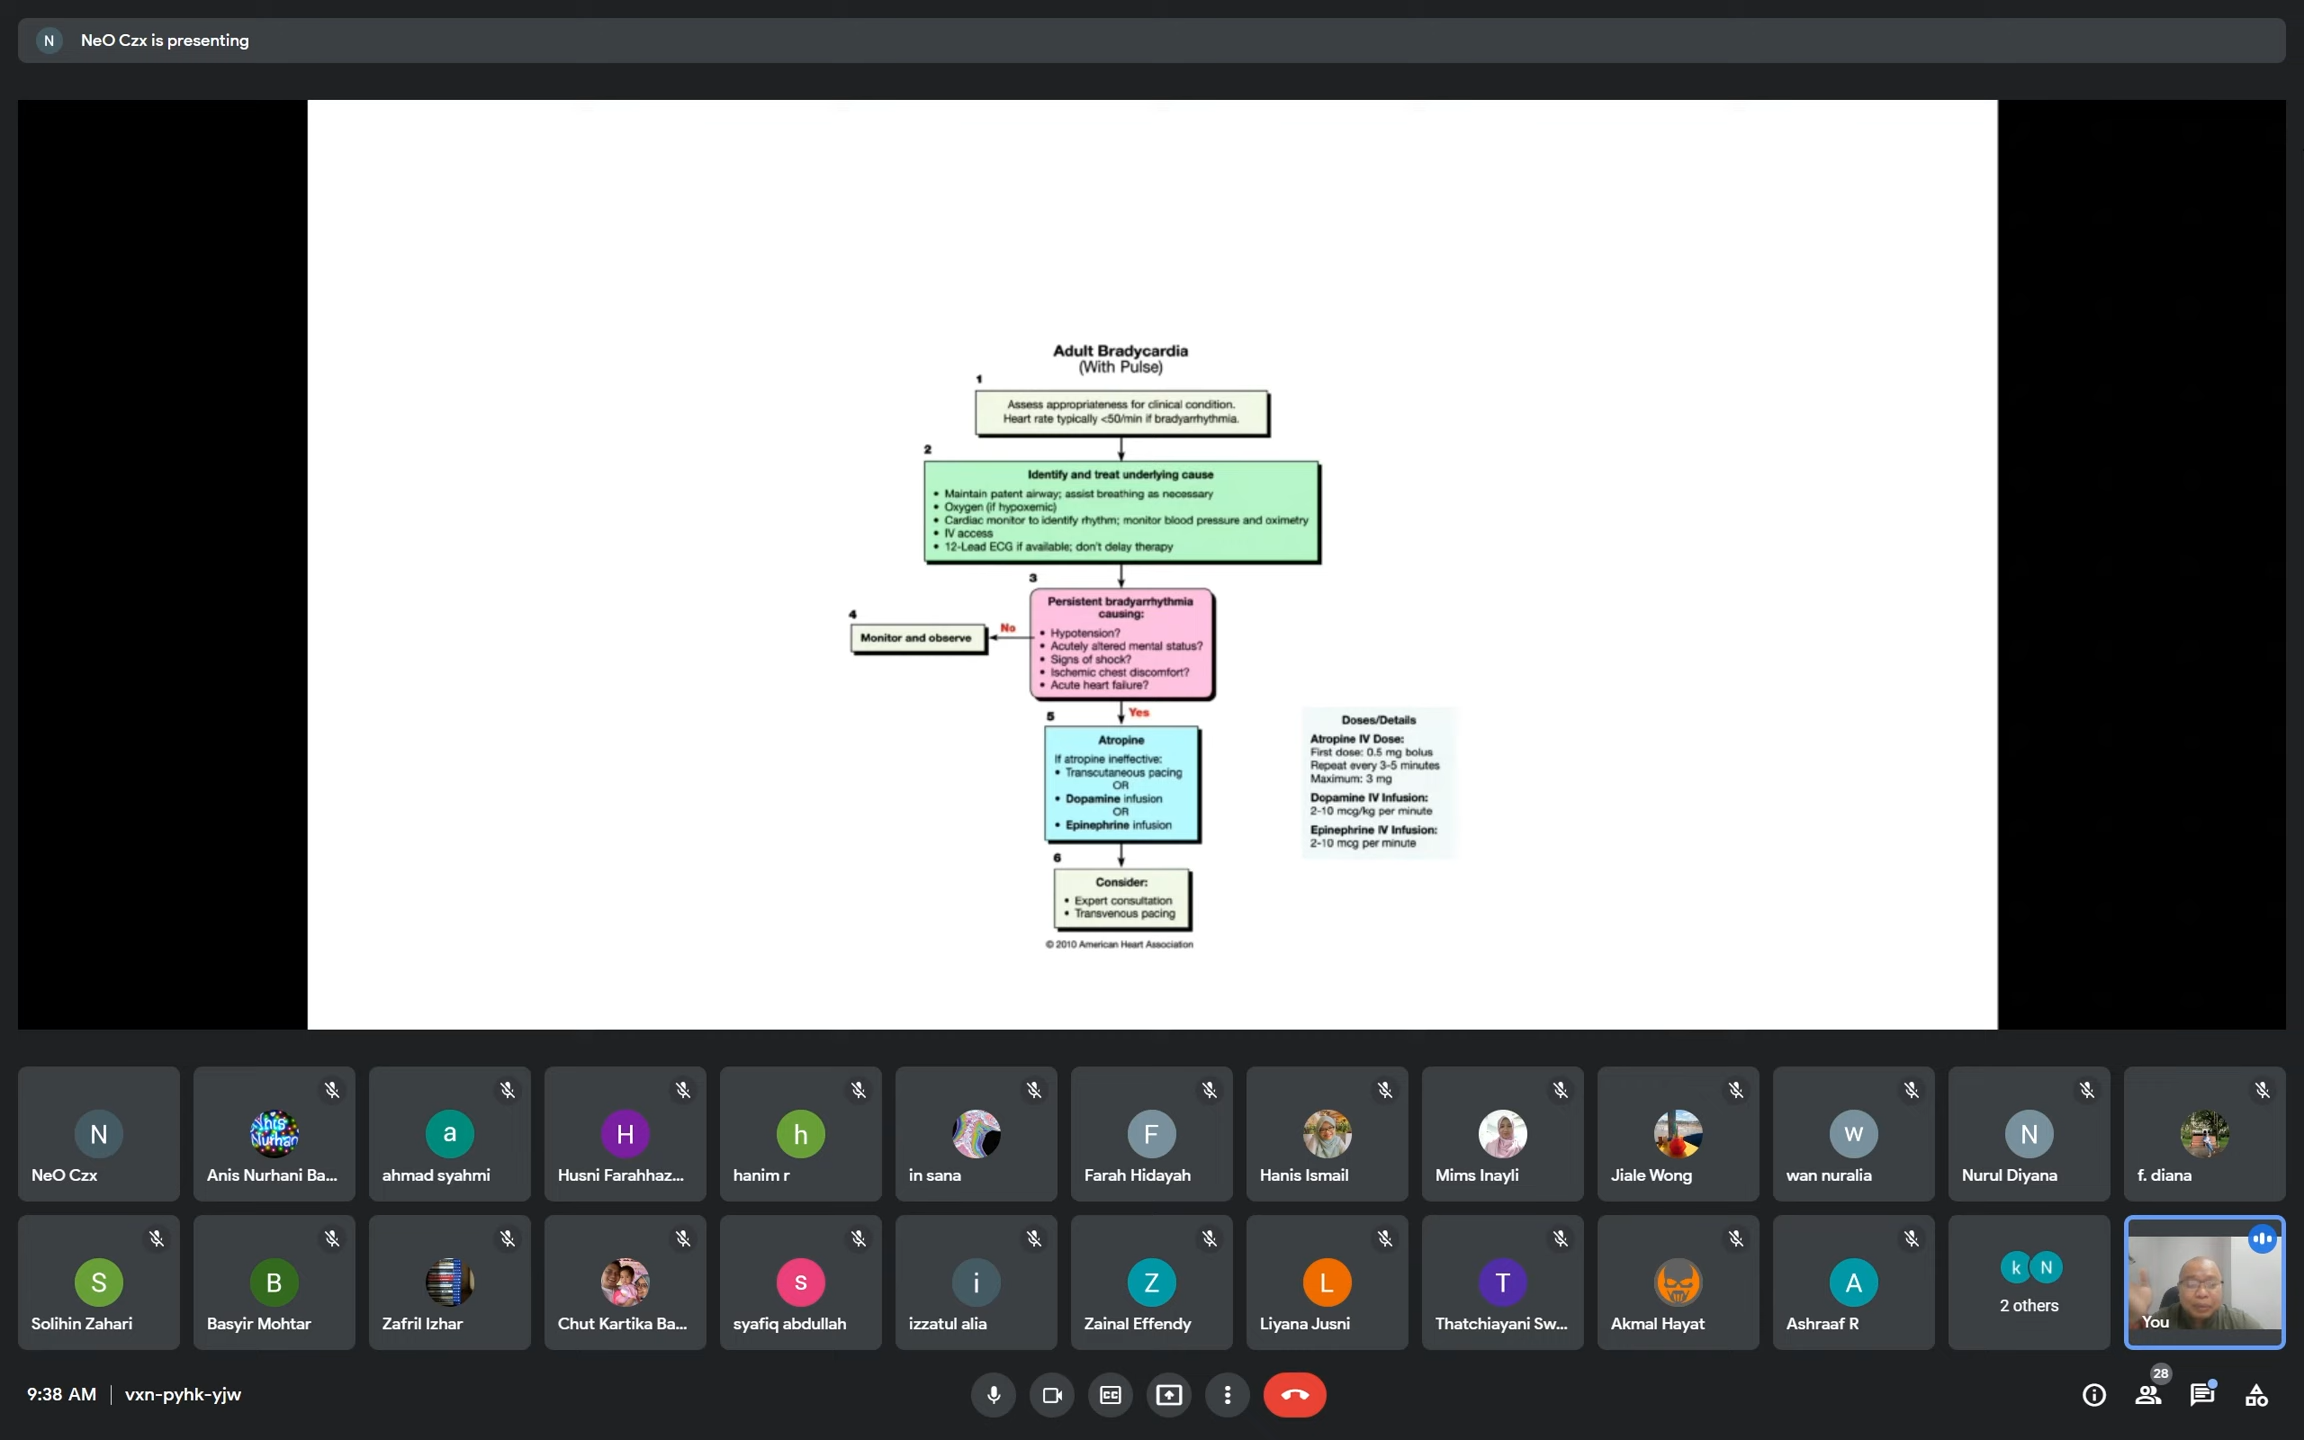 N NeO Czx is presenting
Adult Bradycardia
(With Pulse)
1
Assess appropriateness for clinical condition.
Heart rate typically <50/min if bradyarrhythmia.
2
Identify and treat underlying cause
• Maintain patent airway; assist breathing as necessary
• Oxygen (if hypoxemic)
• Cardiac monitor to identify rhythm; monitor blood pressure and oximetry
• IV access
• 12-Lead ECG if available; don't delay therapy
3
Persistent bradyarrhythmia
causing:
• Hypotension?
• Acutely altered mental status?
• Signs of shock?
• Ischemic chest discomfort?
• Acute heart failure?
No
4
Monitor and observe
Yes
5
Atropine
If atropine ineffective:
• Transcutaneous pacing
OR
• Dopamine infusion
OR
• Epinephrine infusion
Doses/Details
Atropine IV Dose:
First dose: 0.5 mg bolus
Repeat every 3-5 minutes
Maximum: 3 mg
Dopamine IV Infusion:
2-10 mcg/kg per minute
Epinephrine IV Infusion:
2-10 mcg per minute
6
Consider:
• Expert consultation
• Transvenous pacing
© 2010 American Heart Association
N
NeO Czx
Nhis
Nurhan
Anis Nurhani Ba...
a
ahmad syahmi
H
Husni Farahhaz...
h
hanim r
in sana
F
Farah Hidayah
Hanis Ismail
Mims Inayli
Jiale Wong
w
wan nuralia
N
Nurul Diyana
f. diana
S
Solihin Zahari
B
Basyir Mohtar
Zafril Izhar
Chut Kartika Ba...
s
syafiq abdullah
i
izzatul alia
Z
Zainal Effendy
L
Liyana Jusni
T
Thatchiayani Sw...
Akmal Hayat
A
Ashraaf R
k N
2 others
You
9:38 AM | vxn-pyhk-yjw
CC
28